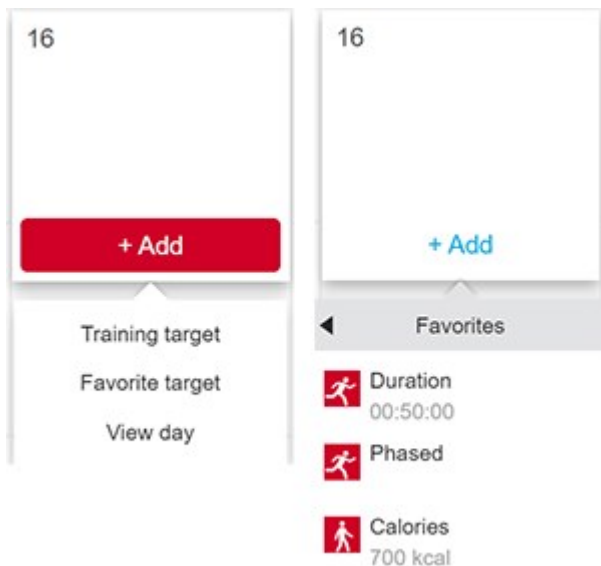 16
+ Add
Training target
Favorite target
View day
16
+ Add
Favorites
Duration
00:50:00
Phased
Calories
700 kcal